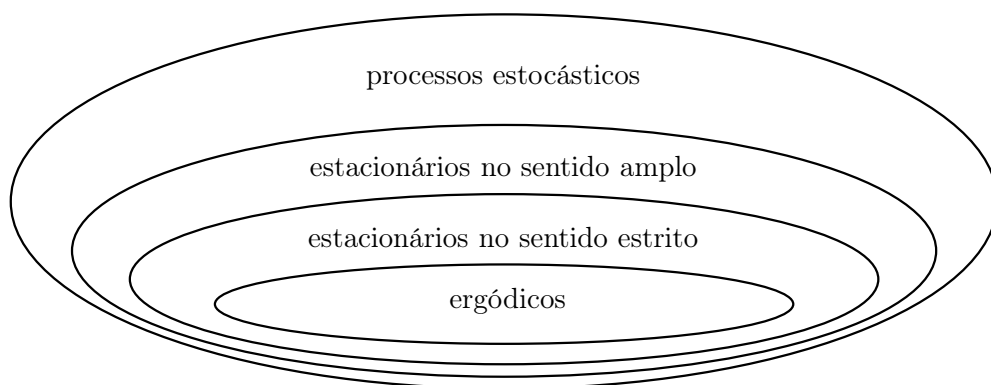 processos estocásticos
estacionários no sentido amplo
estacionários no sentido estrito
ergódicos